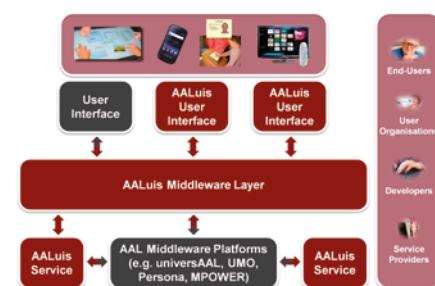 User
Interface
AALuis
User
Interface
AALuis
User
Interface
AALuis Middleware Layer
AALuis
Service
AAL Middleware Platforms
(e.g. universAAL, UMO,
Persona, MPOWER)
AALuis
Service
End-Users
User
Organisations
Developers
Service
Providers